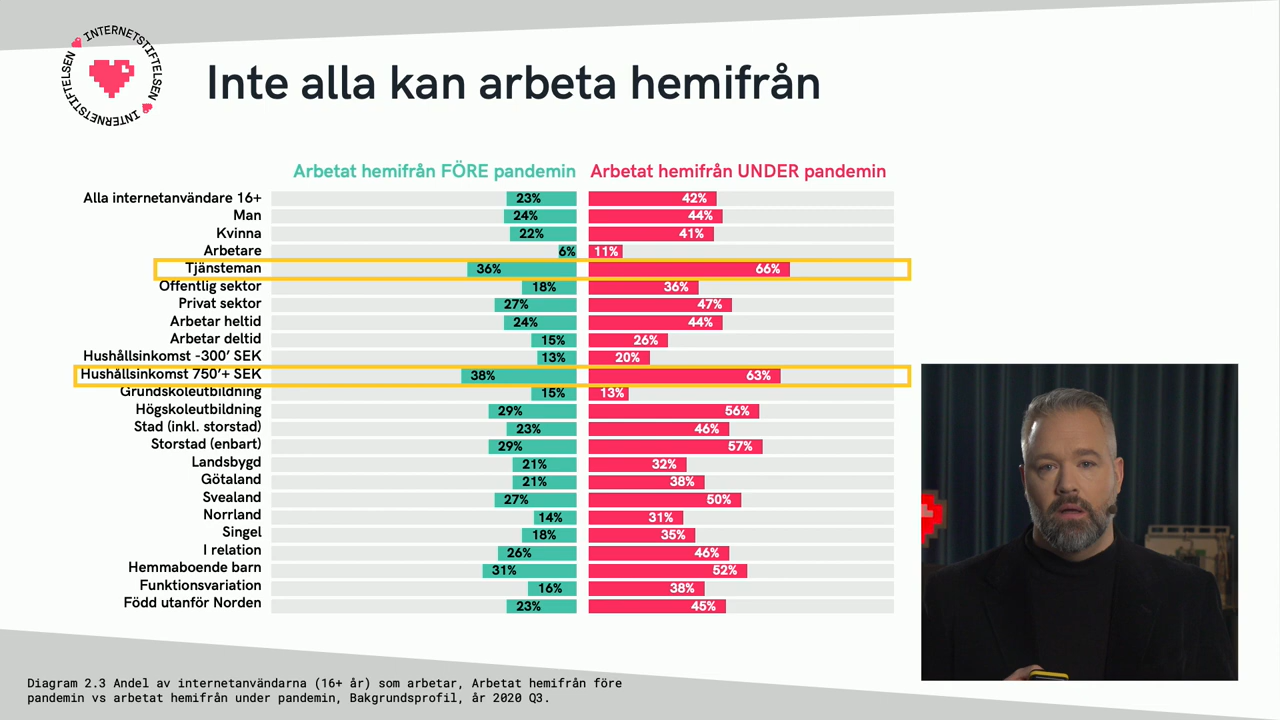 INTERNETSTIFTELSEN
INTERNETSTIFTELSEN
Inte alla kan arbeta hemifrån
Arbetat hemifrån FÖRE pandemin Arbetat hemifrån UNDER pandemin
Alla internetanvändare 16+ 23% 42%
Man 24% 44%
Kvinna 22% 41%
Arbetare 6% 11%
Tjänsteman 36% 66%
Offentlig sektor 18% 36%
Privat sektor 27% 47%
Arbetar heltid 24% 44%
Arbetar deltid 15% 26%
Hushållsinkomst -300’ SEK 13% 20%
Hushållsinkomst 750’+ SEK 38% 63%
Grundskoleutbildning 15% 13%
Högskoleutbildning 29% 56%
Stad (inkl. storstad) 23% 46%
Storstad (enbart) 29% 57%
Landsbygd 21% 32%
Götaland 21% 38%
Svealand 27% 50%
Norrland 14% 31%
Singel 18% 35%
I relation 26% 46%
Hemmaboende barn 31% 52%
Funktionsvariation 16% 38%
Född utanför Norden 23% 45%
Diagram 2.3 Andel av internetanvändarna (16+ år) som arbetar, Arbetat hemifrån före
pandemin vs arbetat hemifrån under pandemin, Bakgrundsprofil, år 2020 Q3.